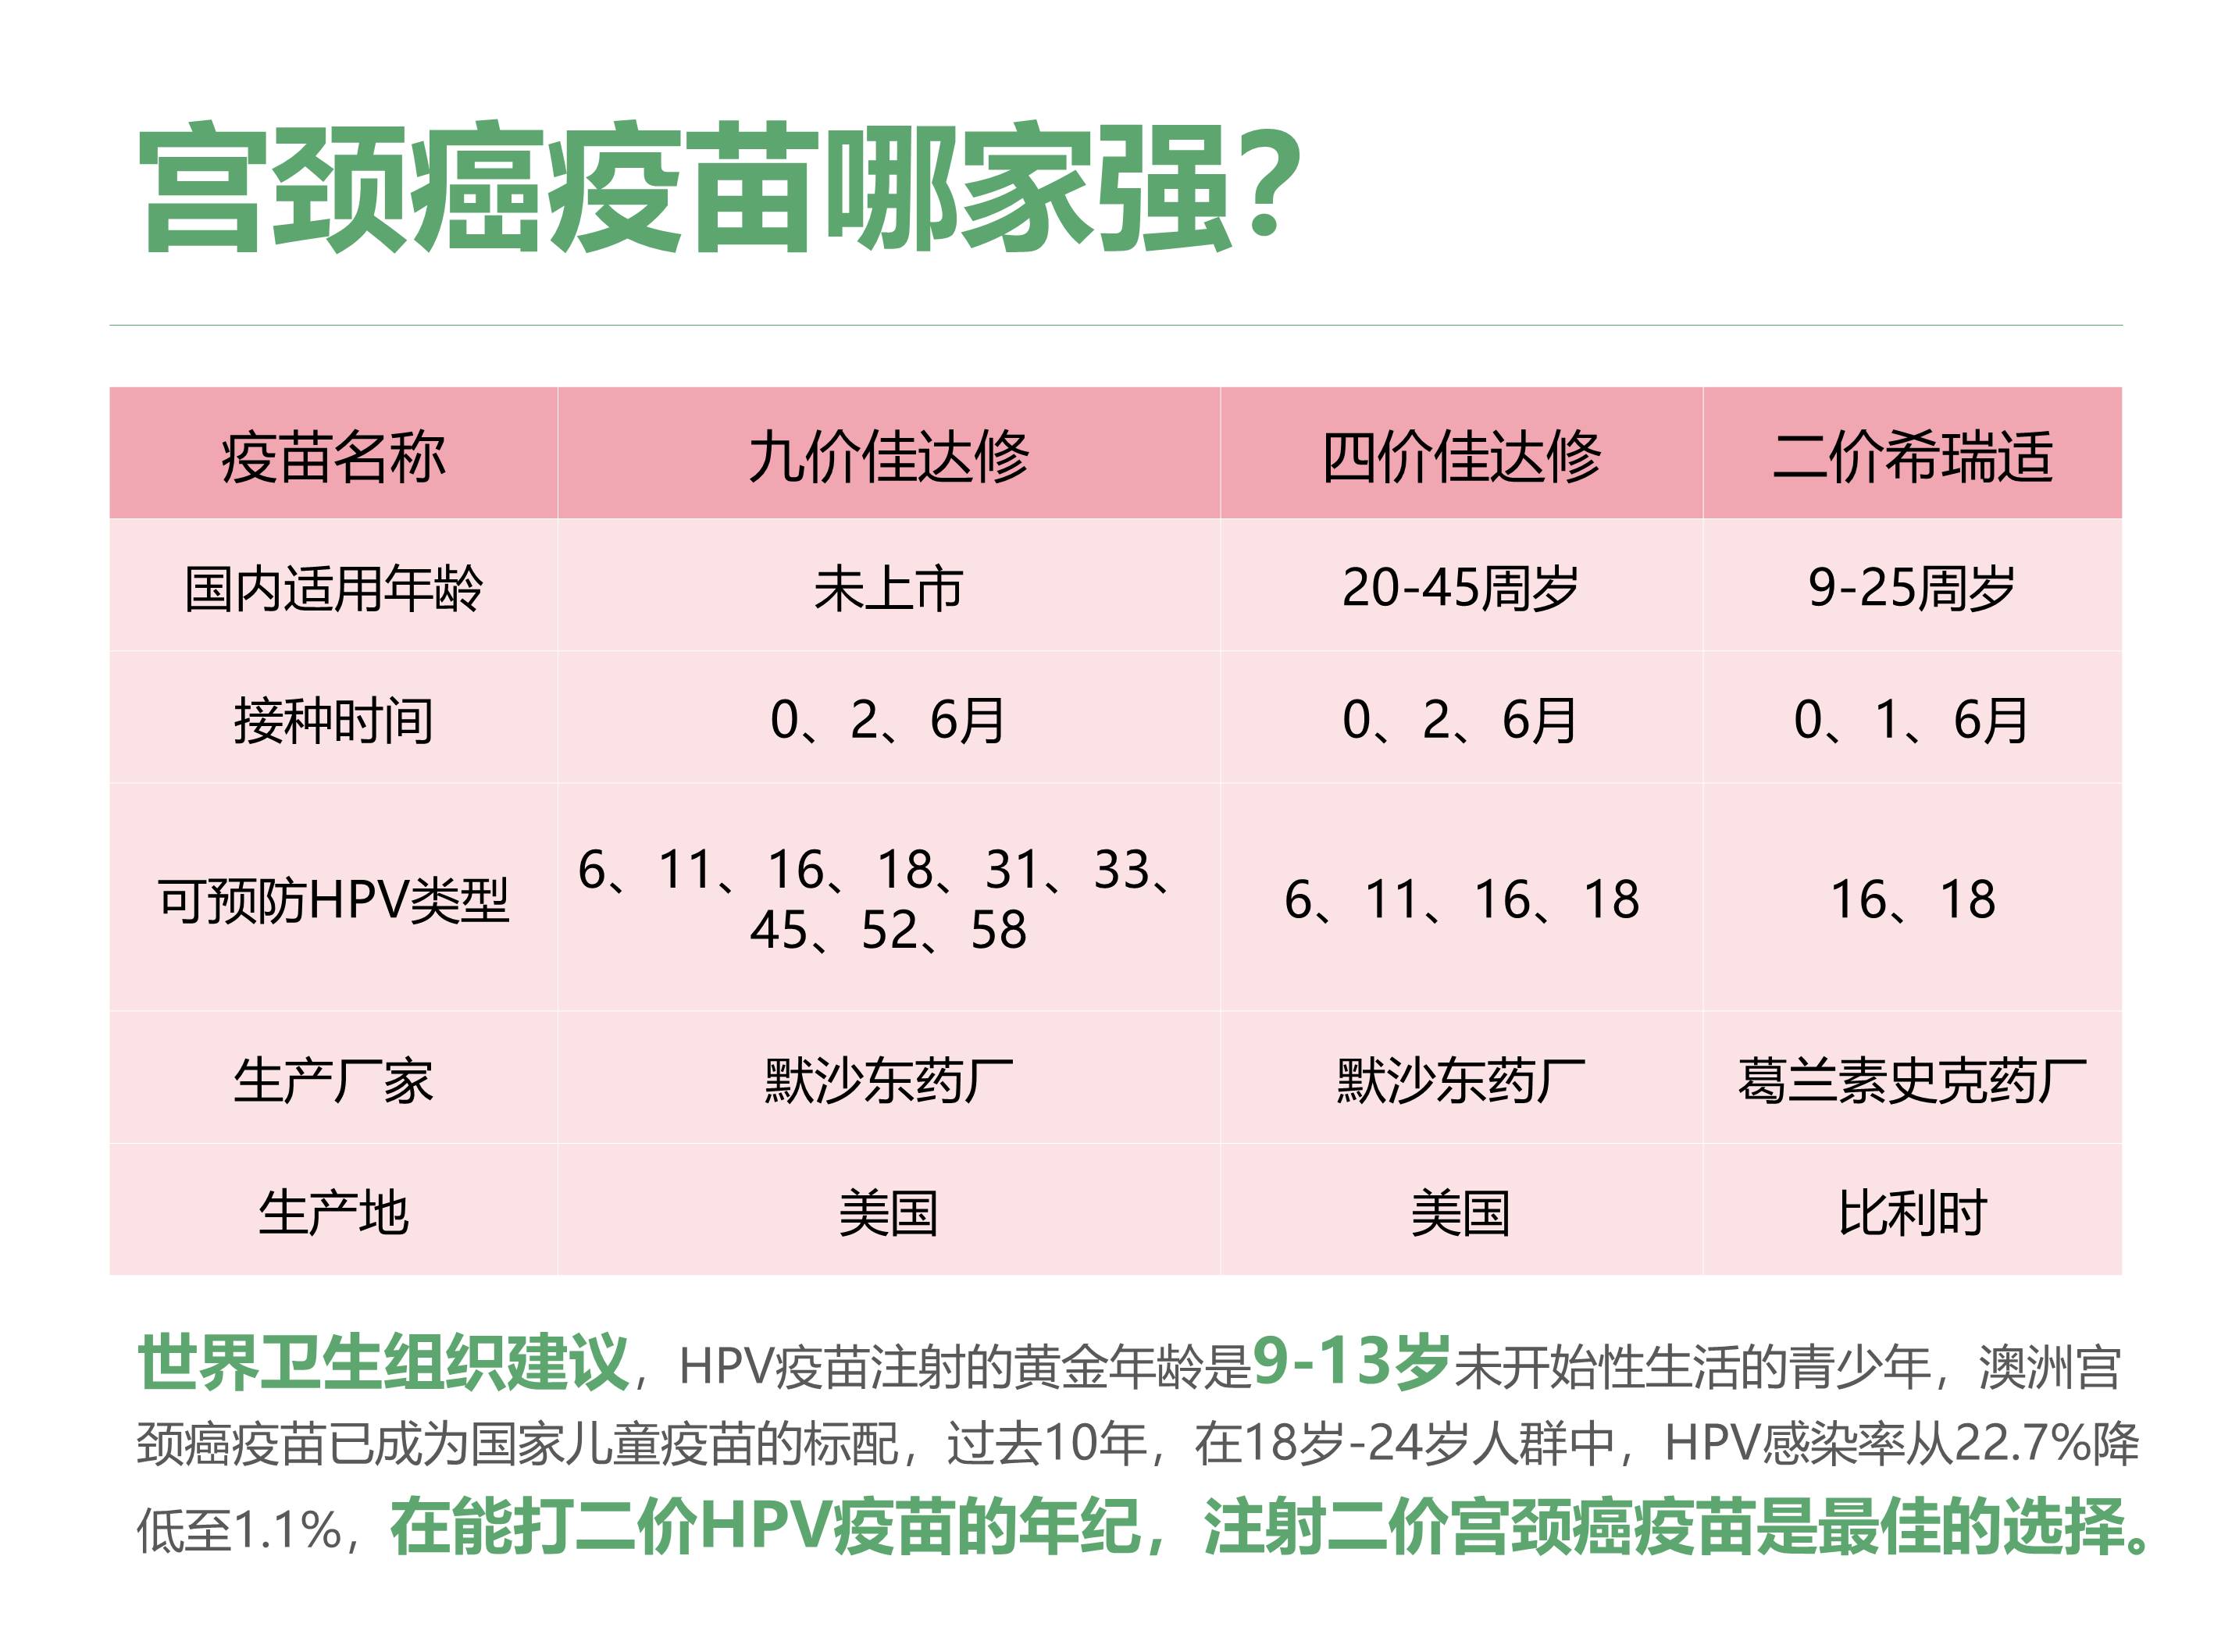 宫颈癌疫苗哪家强？
疫苗名称 九价佳达修 四价佳达修 二价希瑞适
国内适用年龄 未上市 20-45周岁 9-25周岁
接种时间 0、2、6月 0、2、6月 0、1、6月
可预防HPV类型 6、11、16、18、31、33、45、52、58 6、11、16、18 16、18
生产厂家 默沙东药厂 默沙东药厂 葛兰素史克药厂
生产地 美国 美国 比利时
世界卫生组织建议，HPV疫苗注射的黄金年龄是9-13岁未开始性生活的青少年，澳洲宫
颈癌疫苗已成为国家儿童疫苗的标配，过去10年，在18岁-24岁人群中，HPV感染率从22.7%降
低至1.1%，在能打二价HPV疫苗的年纪，注射二价宫颈癌疫苗是最佳的选择。